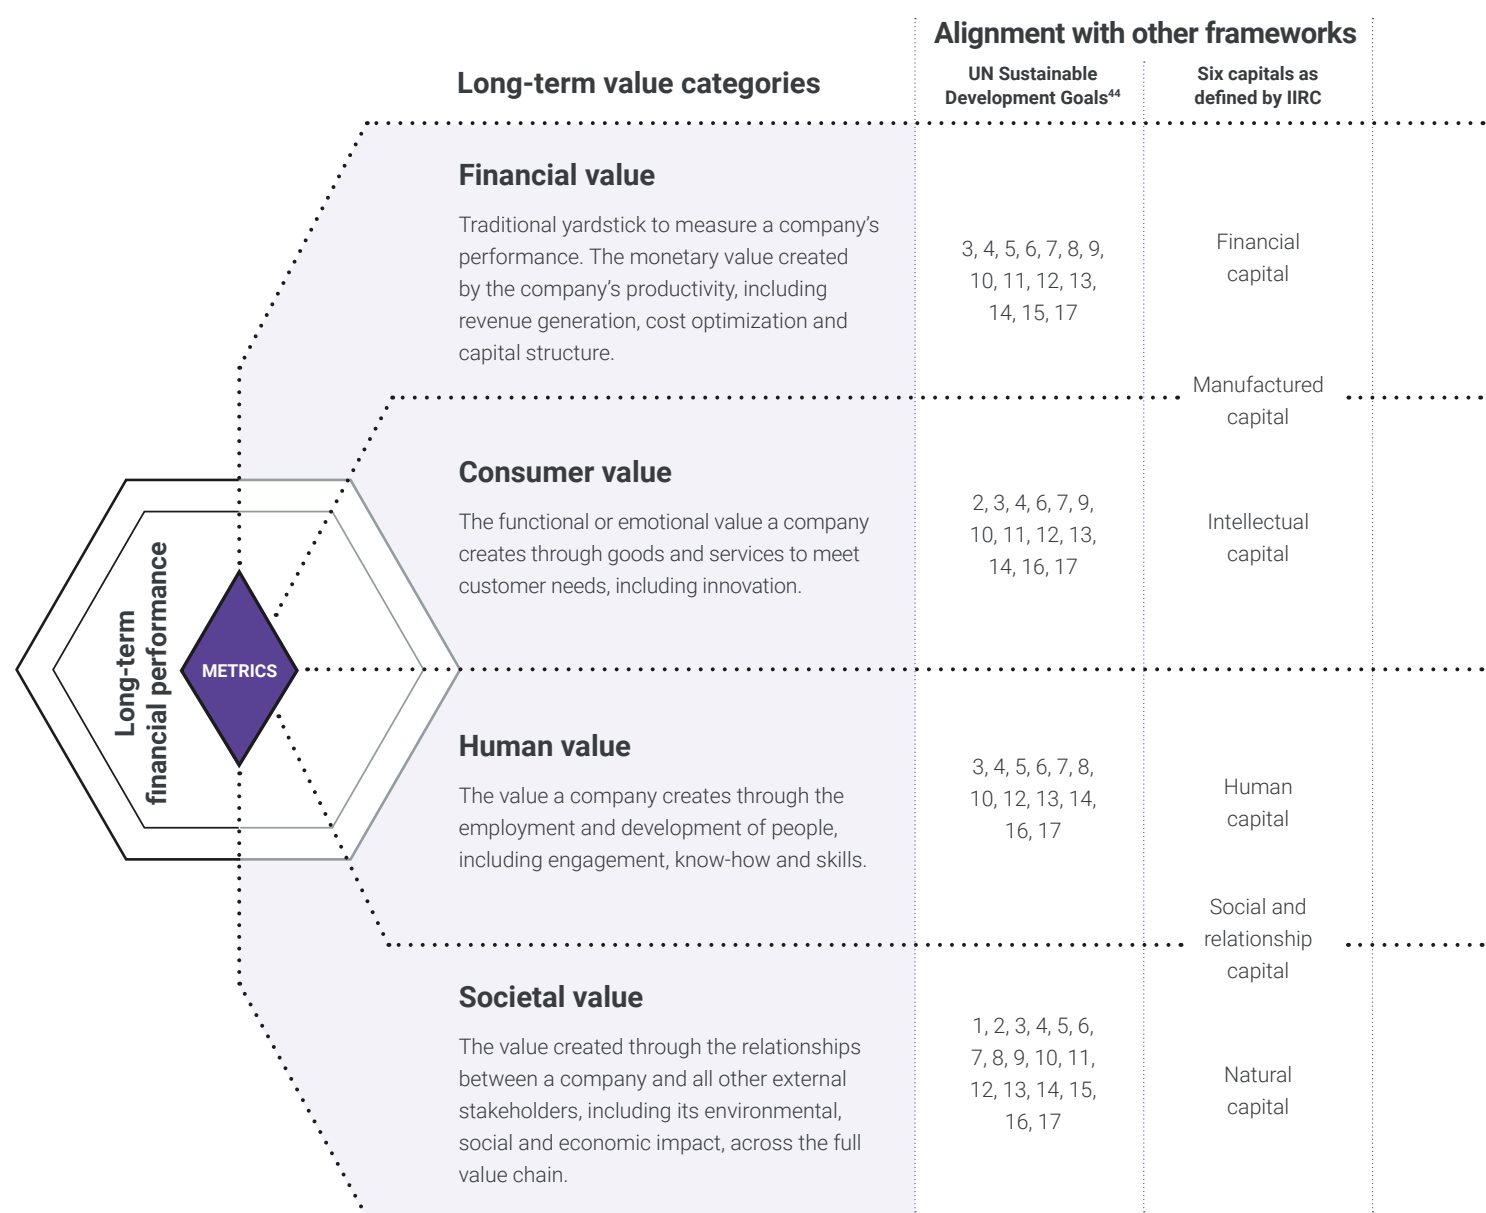 Alignment with other frameworks
Long-term value categories
UN Sustainable
Development Goals44
Six capitals as
defined by IIRC
Financial value
Traditional yardstick to measure a company’s
performance. The monetary value created
by the company’s productivity, including
revenue generation, cost optimization and
capital structure.
3, 4, 5, 6, 7, 8, 9,
10, 11, 12, 13,
14, 15, 17
Financial
capital
Manufactured
capital
Consumer value
The functional or emotional value a company
creates through goods and services to meet
customer needs, including innovation.
2, 3, 4, 6, 7, 9,
10, 11, 12, 13,
14, 16, 17
Intellectual
capital
Long-term
financial performance
METRICS
Human value
The value a company creates through the
employment and development of people,
including engagement, know-how and skills.
3, 4, 5, 6, 7, 8,
10, 12, 13, 14,
16, 17
Human
capital
Social and
relationship
capital
Societal value
The value created through the relationships
between a company and all other external
stakeholders, including its environmental,
social and economic impact, across the full
value chain.
1, 2, 3, 4, 5, 6,
7, 8, 9, 10, 11,
12, 13, 14, 15,
16, 17
Natural
capital